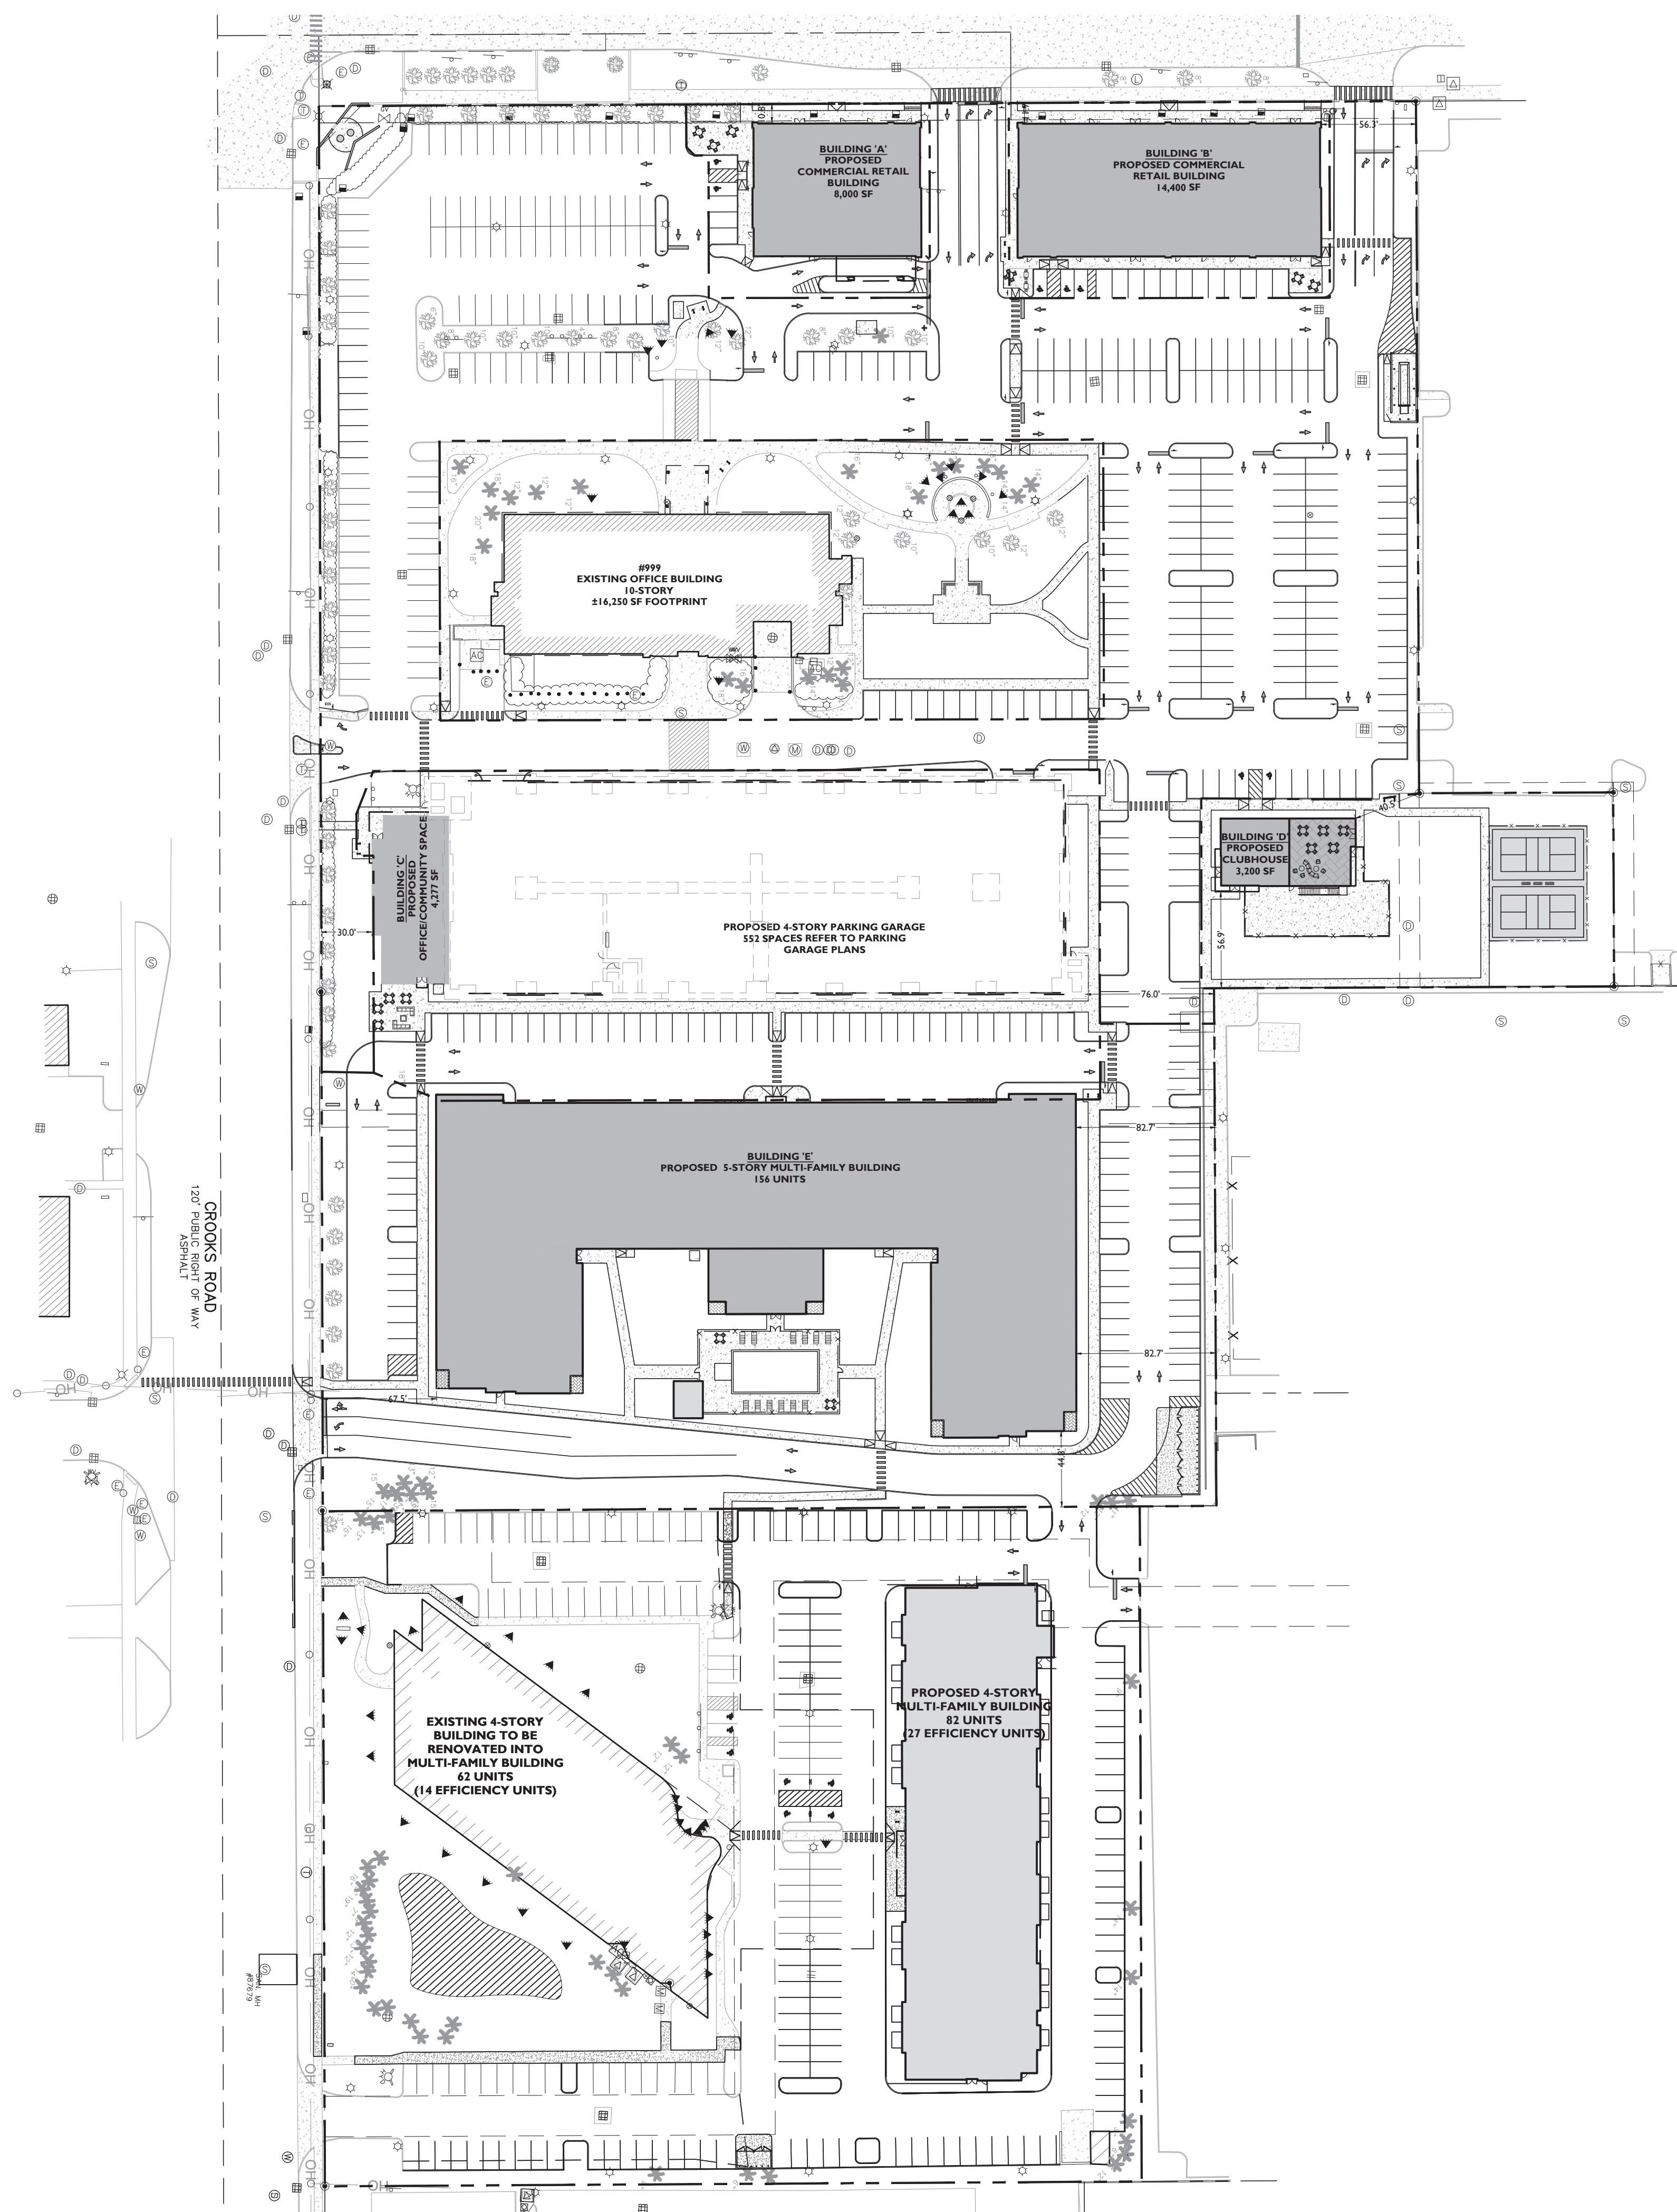 BUILDING 'A'
PROPOSED
COMMERCIAL RETAIL
BUILDING
8,000 SF
BUILDING 'B'
PROPOSED COMMERCIAL
RETAIL BUILDING
14,400 SF
56.3'
#999
EXISTING OFFICE BUILDING
10-STORY
±16,250 SF FOOTPRINT
BUILDING 'C'
PROPOSED
OFFICE/COMMUNITY SPACE
4,277 SF
30.0'
PROPOSED 4-STORY PARKING GARAGE
552 SPACES REFER TO PARKING
GARAGE PLANS
BUILDING 'D'
PROPOSED
CLUBHOUSE
3,200 SF
40.5'
56.9'
76.0'
BUILDING 'E'
PROPOSED 5-STORY MULTI-FAMILY BUILDING
156 UNITS
82.7'
82.7'
67.5'
44.8'
CROOKS ROAD
120' PUBLIC RIGHT OF WAY
ASPHALT
EXISTING 4-STORY
BUILDING TO BE
RENOVATED INTO
MULTI-FAMILY BUILDING
62 UNITS
(14 EFFICIENCY UNITS)
PROPOSED 4-STORY
MULTI-FAMILY BUILDING
82 UNITS
(27 EFFICIENCY UNITS)
SAN. MH
#87679